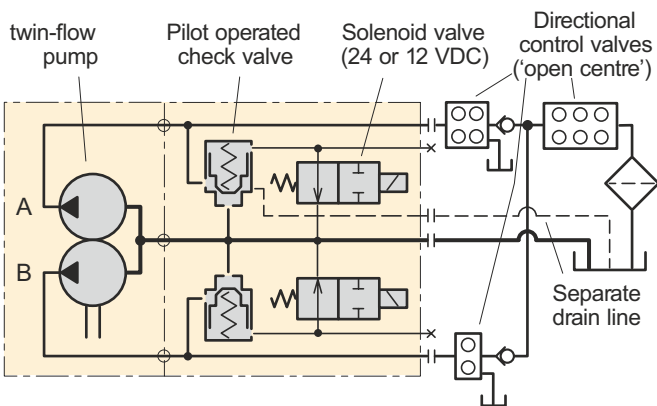 twin-flow
pump
Pilot operated
check valve
Solenoid valve
(24 or 12 VDC)
Directional
control valves
(‘open centre’)
A
B
Separate
drain line